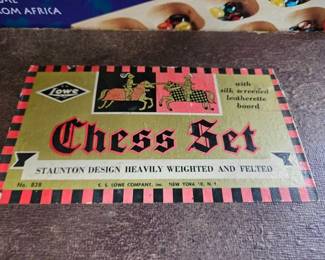 ME
OM AFRICA
Lowe
with
silk screened
leatherette
board
Chess Set
STAUNTON DESIGN HEAVILY WEIGHTED AND FELTED
No. 828
E. S. LOWE COMPANY, Inc. NEW YORK 10, N. Y.